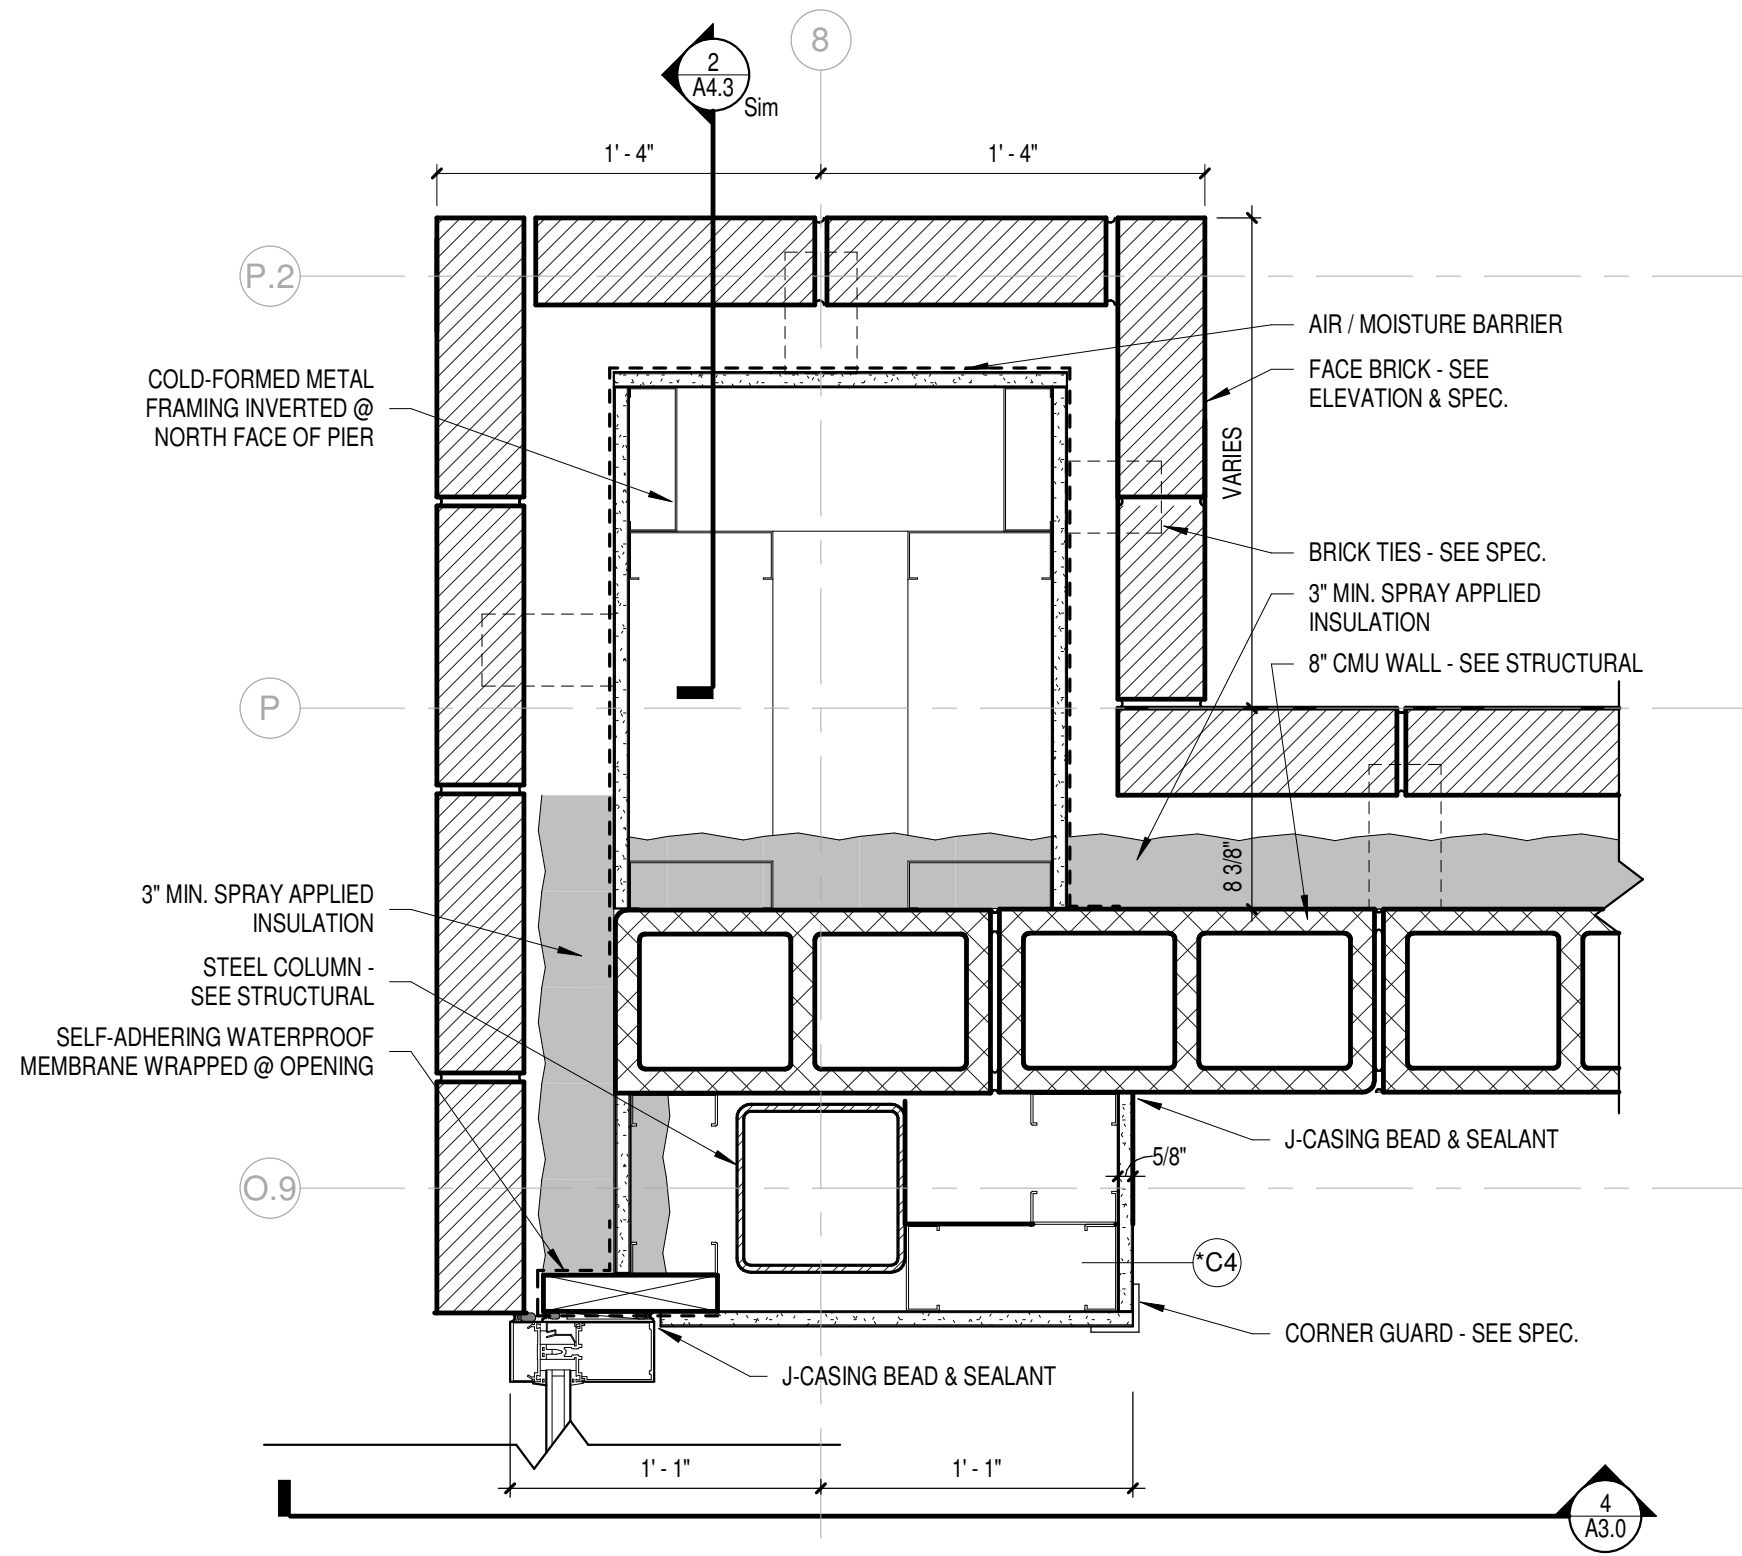 8
2
A4.3
Sim
1' - 4"
1' - 4"
P.2
AIR / MOISTURE BARRIER
FACE BRICK - SEE
ELEVATION & SPEC.
COLD-FORMED METAL
FRAMING INVERTED @
NORTH FACE OF PIER
VARIES
BRICK TIES - SEE SPEC.
3" MIN. SPRAY APPLIED
INSULATION
8" CMU WALL - SEE STRUCTURAL
P
8 3/8"
3" MIN. SPRAY APPLIED
INSULATION
STEEL COLUMN -
SEE STRUCTURAL
SELF-ADHERING WATERPROOF
MEMBRANE WRAPPED @ OPENING
J-CASING BEAD & SEALANT
5/8"
O.9
*C4
CORNER GUARD - SEE SPEC.
J-CASING BEAD & SEALANT
1' - 1"
1' - 1"
4
A3.0